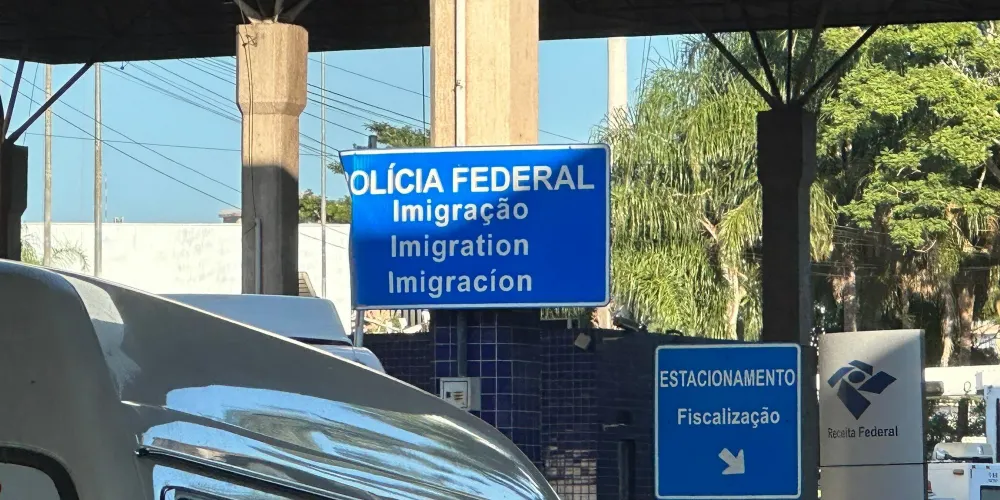 OLÍCIA FEDERAL
Imigração
Imigration
Imigracíon
ESTACIONAMENTO
Fiscalização
Receita Federal